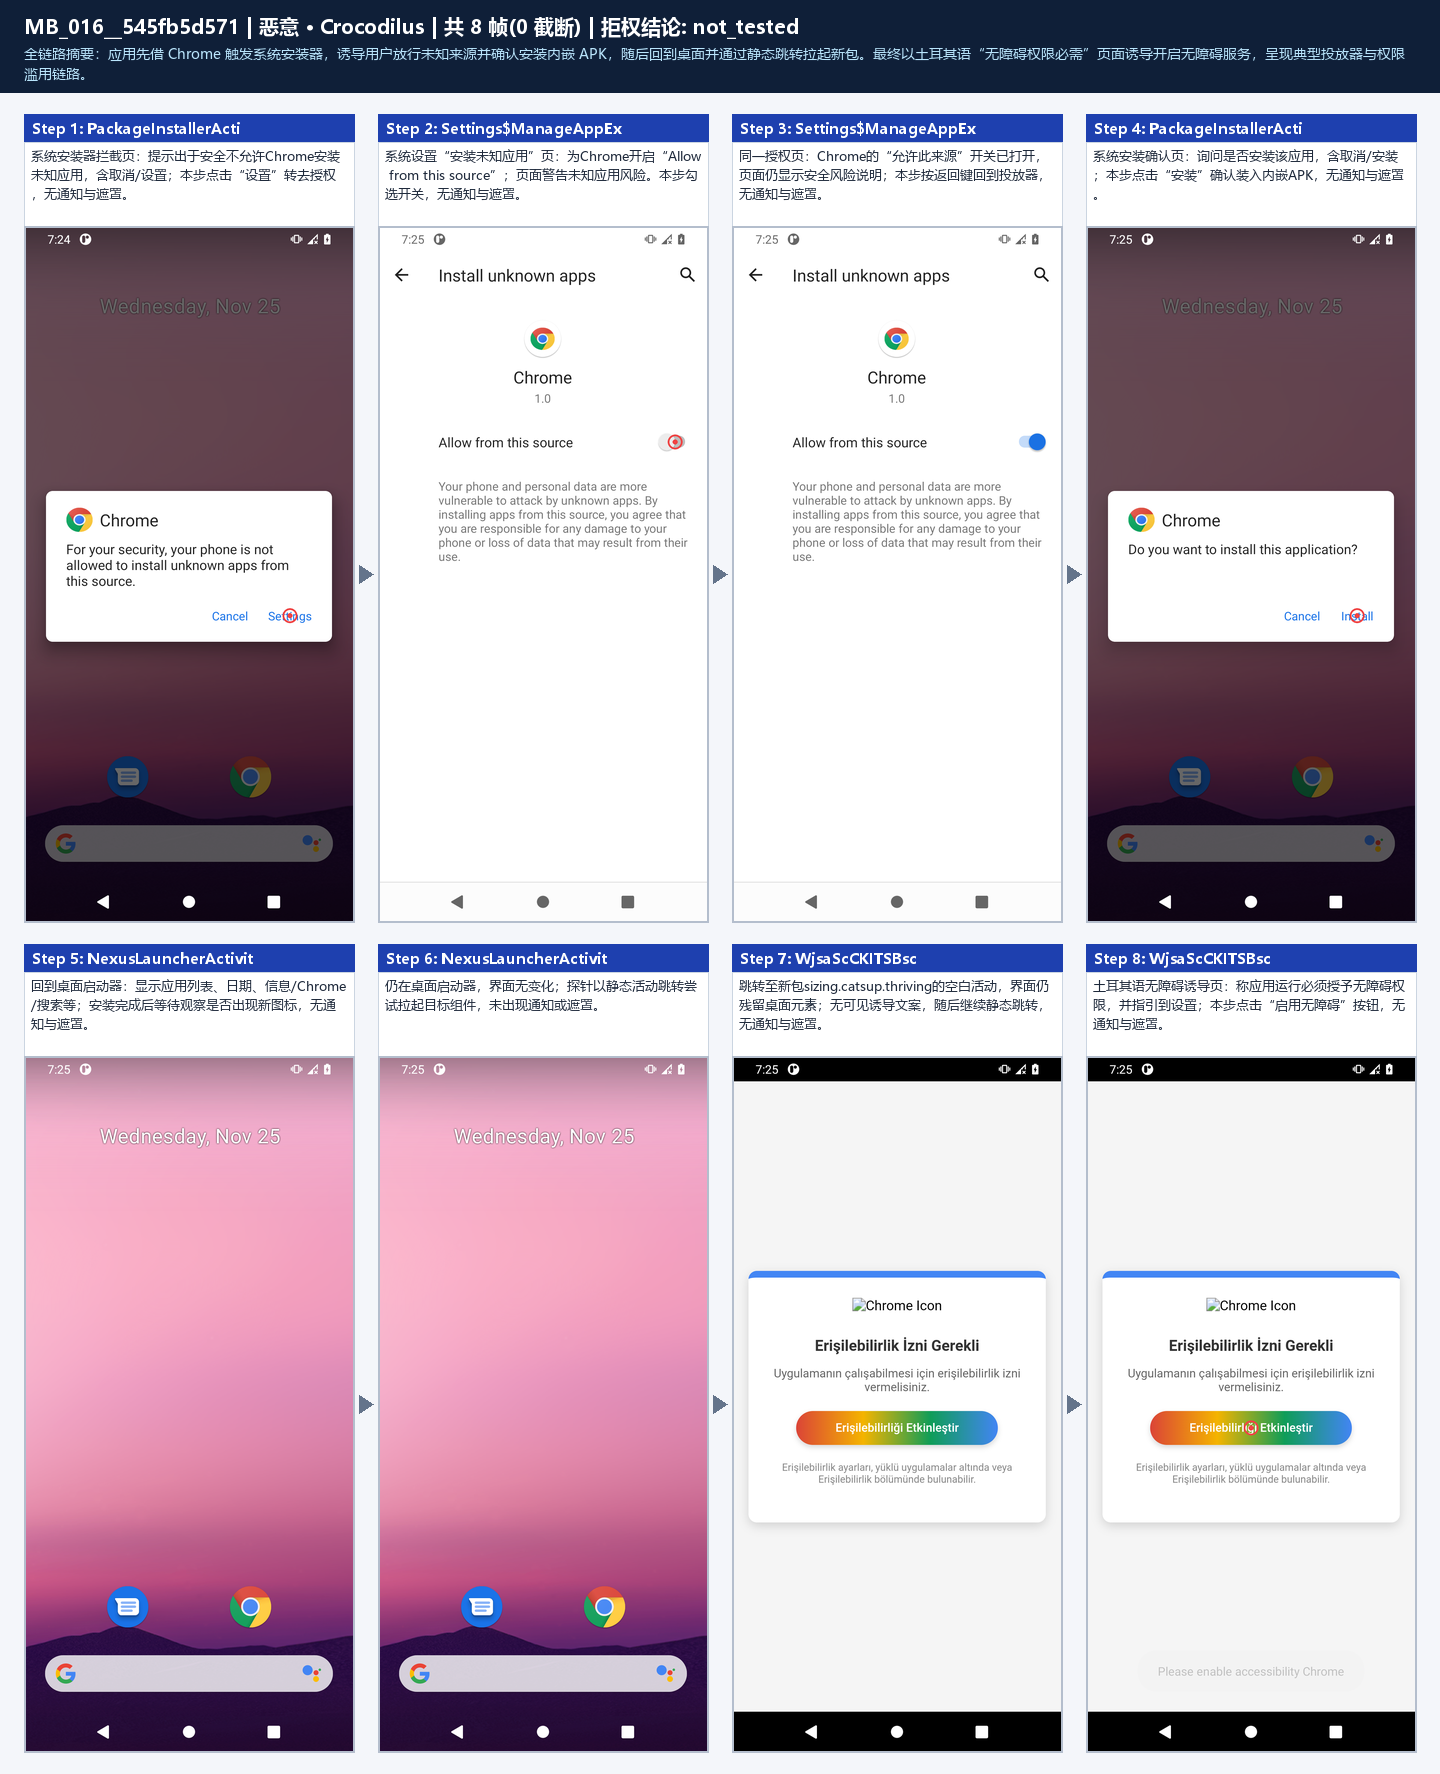 MB_016__545fb5d571 | 恶意 • Crocodilus | 共 8 帧(0 截断) | 拒权结论: not_tested
全链路摘要：应用先借 Chrome 触发系统安装器，诱导用户放行未知来源并确认安装内嵌 APK，随后回到桌面并通过静态跳转拉起新包。最终以土耳其语“无障碍权限必需”页面诱导开启无障碍服务，呈现典型投放器与权限
滥用链路。
Step 1: PackageInstallerActi
系统安装器拦截页：提示出于安全不允许Chrome安装
未知应用，含取消/设置；本步点击“设置”转去授权
，无通知与遮罩。
7:24
Wednesday, Nov 25
Chrome
For your security, your phone is not
allowed to install unknown apps from
this source.
Cancel Settings
Step 2: Settings$ManageAppEx
系统设置“安装未知应用”页：为Chrome开启“Allow
from this source”；页面警告未知应用风险。本步勾
选开关，无通知与遮罩。
7:25
Install unknown apps
Chrome
1.0
Allow from this source
Your phone and personal data are more
vulnerable to attack by unknown apps. By
installing apps from this source, you agree that
you are responsible for any damage to your
phone or loss of data that may result from their
use.
Step 3: Settings$ManageAppEx
同一授权页：Chrome的“允许此来源”开关已打开，
页面仍显示安全风险说明；本步按返回键回到投放器，
无通知与遮罩。
7:25
Install unknown apps
Chrome
1.0
Allow from this source
Your phone and personal data are more
vulnerable to attack by unknown apps. By
installing apps from this source, you agree that
you are responsible for any damage to your
phone or loss of data that may result from their
use.
Step 4: PackageInstallerActi
系统安装确认页：询问是否安装该应用，含取消/安装
；本步点击“安装”确认装入内嵌APK，无通知与遮罩
。
7:25
Wednesday, Nov 25
Chrome
Do you want to install this application?
Cancel Install
Step 5: NexusLauncherActivit
回到桌面启动器：显示应用列表、日期、信息/Chrome
/搜索等；安装完成后等待观察是否出现新图标，无通
知与遮罩。
7:25
Wednesday, Nov 25
Step 6: NexusLauncherActivit
仍在桌面启动器，界面无变化；探针以静态活动跳转尝
试拉起目标组件，未出现通知或遮罩。
7:25
Wednesday, Nov 25
Step 7: WjsaScCKITSBsc
跳转至新包sizing.catsup.thriving的空白活动，界面仍
残留桌面元素；无可见诱导文案，随后继续静态跳转，
无通知与遮罩。
7:25
Chrome Icon
Erişilebilirlik İzni Gerekli
Uygulamanın çalışabilmesi için erişilebilirlik izni
vermelisiniz.
Erişilebilirliği Etkinleştir
Erişilebilirlik ayarları, yüklü uygulamalar altında veya
Erişilebilirlik bölümünde bulunabilir.
Step 8: WjsaScCKITSBsc
土耳其语无障碍诱导页：称应用运行必须授予无障碍权
限，并指引到设置；本步点击“启用无障碍”按钮，无
通知与遮罩。
7:25
Chrome Icon
Erişilebilirlik İzni Gerekli
Uygulamanın çalışabilmesi için erişilebilirlik izni
vermelisiniz.
Erişilebilirliği Etkinleştir
Erişilebilirlik ayarları, yüklü uygulamalar altında veya
Erişilebilirlik bölümünde bulunabilir.
Please enable accessibility Chrome